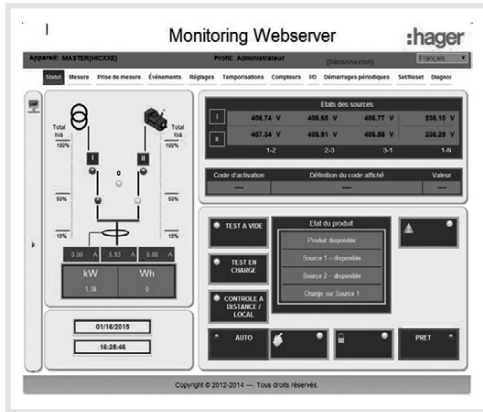 Monitoring Webserver
:hager
Appareil: MASTER(HICXXE)
Profil: Administrateur
[Déconnexion]
Français
Statut Mesure Prise de mesure Événements Réglages Temporisations Compteurs I/O Démarrages périodiques Set/Reset Diagnos
Total
kva
100%
50%
10%
Total
kva
100%
50%
10%
I
II
0
0.00 A 5.93 A 0.00 A
kW
Wh
1.38
0
01/16/2015
16:28:46
Etats des sources
I 406.74 V 406.65 V 406.77 V 236.10 V
II 407.34 V 406.91 V 406.88 V 236.29 V
1-2 2-3 3-1 1-N
Code d'activation
Définition du code affiché
Valeur
----
----
----
TEST A VIDE
TEST EN
CHARGE
CONTROLE A
DISTANCE /
LOCAL
AUTO
Etat du produit
Produit disponible
Source 1 – disponible
Source 2 – disponible
Charge sur Source 1
PRET
Copyright © 2012-2014 —. Tous droits réservés.